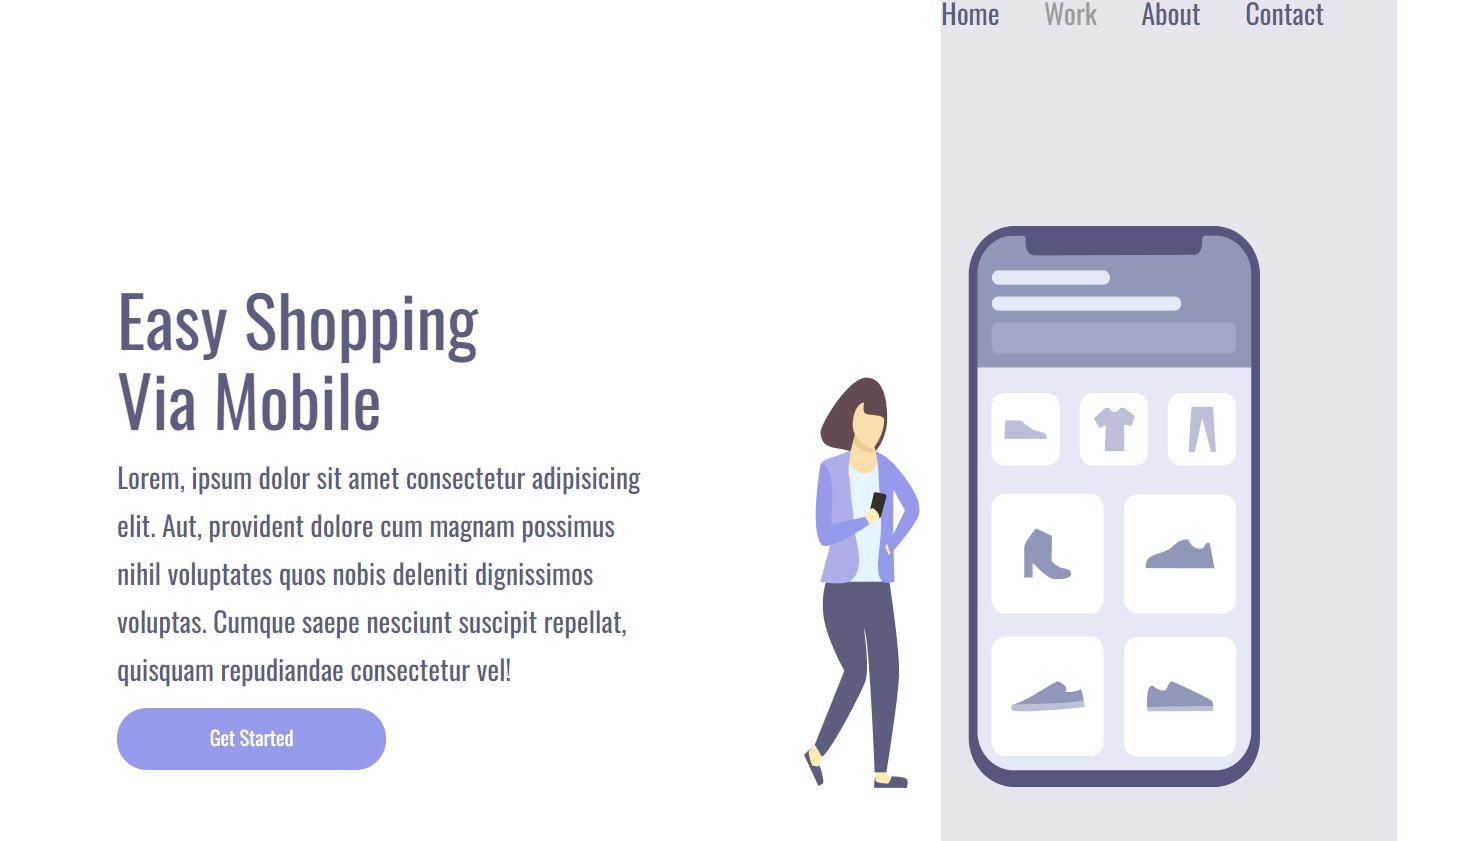 Home Work About Contact
Easy Shopping
Via Mobile
Lorem, ipsum dolor sit amet consectetur adipisicing
elit. Aut, provident dolore cum magnam possimus
nihil voluptates quos nobis deleniti dignissimos
voluptas. Cumque saepe nesciunt suscipit repellat,
quisquam repudiandae consectetur vel!
Get Started